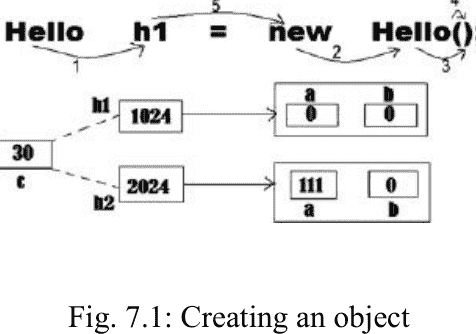 5 4
Hello h1 = new Hello();
1 2 3
a b
h1 1024 0 0
30
c
h2 2024 111 0
a b
Fig. 7.1: Creating an object